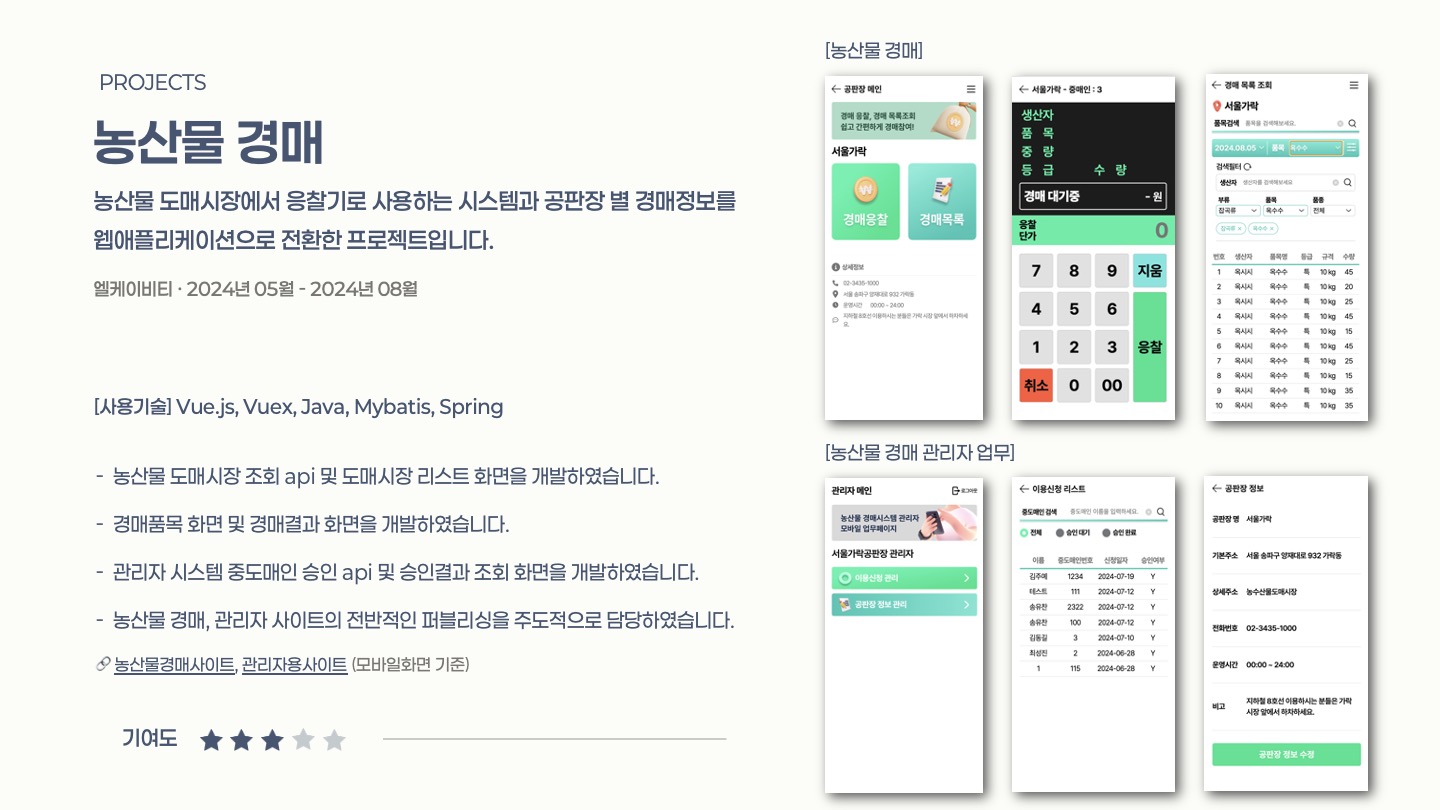 PROJECTS
농산물 경매
농산물 도매시장에서 응찰기로 사용하는 시스템과 공판장 별 경매정보를
웹애플리케이션으로 전환한 프로젝트입니다.
엘케이비티 · 2024년 05월 - 2024년 08월
[사용기술] Vue.js, Vuex, Java, Mybatis, Spring
- 농산물 도매시장 조회 api 및 도매시장 리스트 화면을 개발하였습니다.
- 경매품목 화면 및 경매결과 화면을 개발하였습니다.
- 관리자 시스템 중도매인 승인 api 및 승인결과 조회 화면을 개발하였습니다.
- 농산물 경매, 관리자 사이트의 전반적인 퍼블리싱을 주도적으로 담당하였습니다.
농산물경매사이트, 관리자용사이트 (모바일화면 기준)
기여도
[농산물 경매]
공판장 메인
경매 응찰, 경매 목록조회
쉽고 간편하게 경매참여!
서울가락
경매응찰 경매목록
상세정보
02-3435-1000
서울 송파구 양재대로 932 가락동
운영시간 00:00 ~ 24:00
지하철 8호선 이용하시는 분들은 가락 시장 앞에서 하차하세
요.
서울가락 - 중매인 : 3
생산자
품 목
중 량
등 급 수 량
경매 대기중 - 원
응찰
단가 0
7 8 9 지움
4 5 6
1 2 3 응찰
취소 0 00
경매 목록 조회
서울가락
품목검색 품목을 검색해보세요.
2024.08.05 품목 옥수수
검색필터
생산자 생산자를 검색해보세요
부류 품목 품종
잡곡류 옥수수 전체
잡곡류 × 옥수수 ×
번호 생산자 품목명 등급 규격 수량
1 옥시시 옥수수 특 10 kg 45
2 옥시시 옥수수 특 10 kg 20
3 옥시시 옥수수 특 10 kg 25
4 옥시시 옥수수 특 10 kg 45
5 옥시시 옥수수 특 10 kg 15
6 옥시시 옥수수 특 10 kg 45
7 옥시시 옥수수 특 10 kg 25
8 옥시시 옥수수 특 10 kg 15
9 옥시시 옥수수 특 10 kg 35
10 옥시시 옥수수 특 10 kg 35
[농산물 경매 관리자 업무]
관리자 메인 로그아웃
농산물 경매시스템 관리자
모바일 업무페이지
서울가락공판장 관리자
이용신청 관리
공판장 정보 관리
이용신청 리스트
중도매인 검색 중도매인 이름을 입력하세요.
전체 승인 대기 승인 완료
이름 중도매인번호 신청일자 승인여부
김주예 1234 2024-07-19 Y
테스트 111 2024-07-12 Y
송유찬 2322 2024-07-12 Y
송유찬 100 2024-07-12 Y
김동길 3 2024-07-10 Y
최성진 2 2024-06-28 Y
1 115 2024-06-28 Y
공판장 정보
공판장 명 서울가락
기본주소 서울 송파구 양재대로 932 가락동
상세주소 농수산물도매시장
전화번호 02-3435-1000
운영시간 00:00 ~ 24:00
비고 지하철 8호선 이용하시는 분들은 가락
시장 앞에서 하차하세요.
공판장 정보 수정